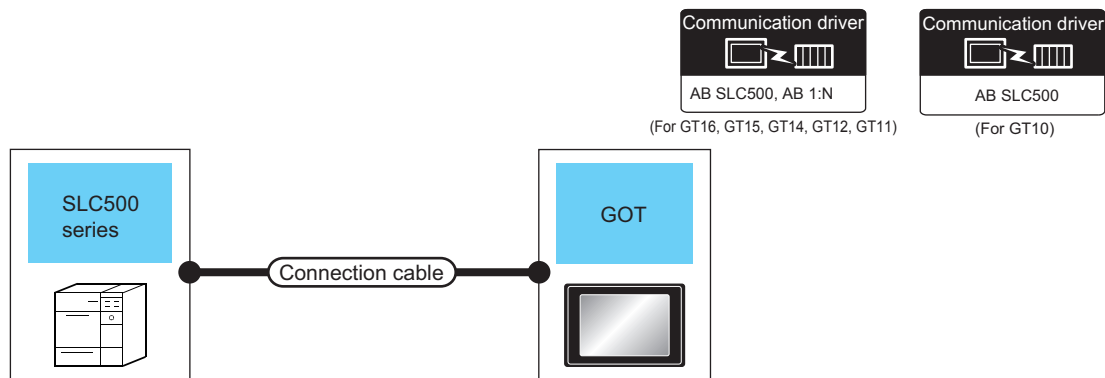 Communication driver
AB SLC500, AB 1:N
(For GT16, GT15, GT14, GT12, GT11)
Communication driver
AB SLC500
(For GT10)
SLC500
series
Connection cable
GOT